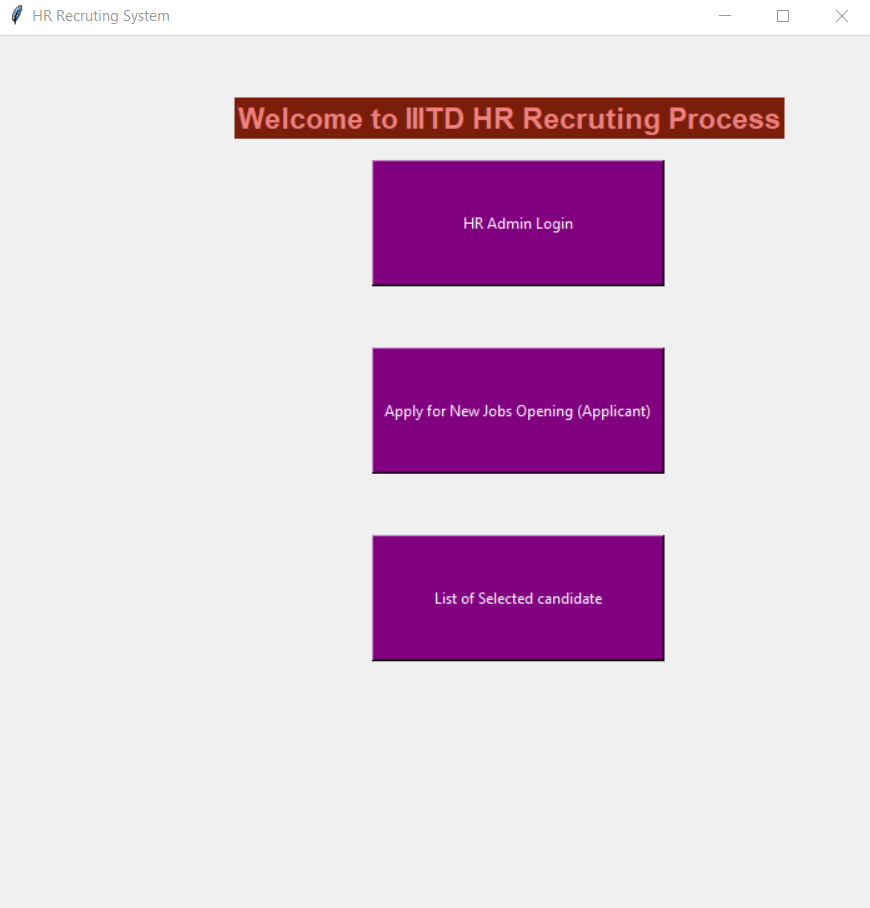 HR Recruting System
Welcome to IIITD HR Recruting Process
HR Admin Login
Apply for New Jobs Opening (Applicant)
List of Selected candidate